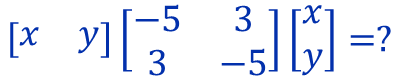 [x y] [−5 3] [x] =?
[3 −5] [y]